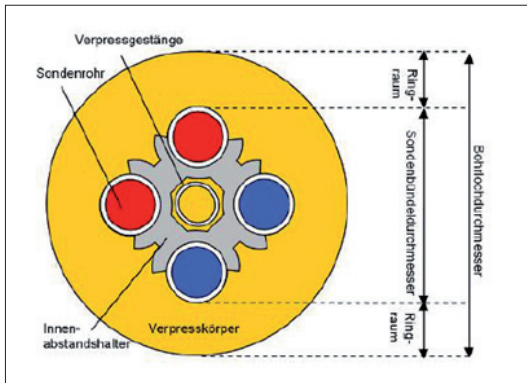 Verpressgestänge
Sondenrohr
Innen-
abstandshalter
Verpresskörper
Ring-
raum
Sondenbündeldurchmesser
Ring-
raum
Bohrlochdurchmesser